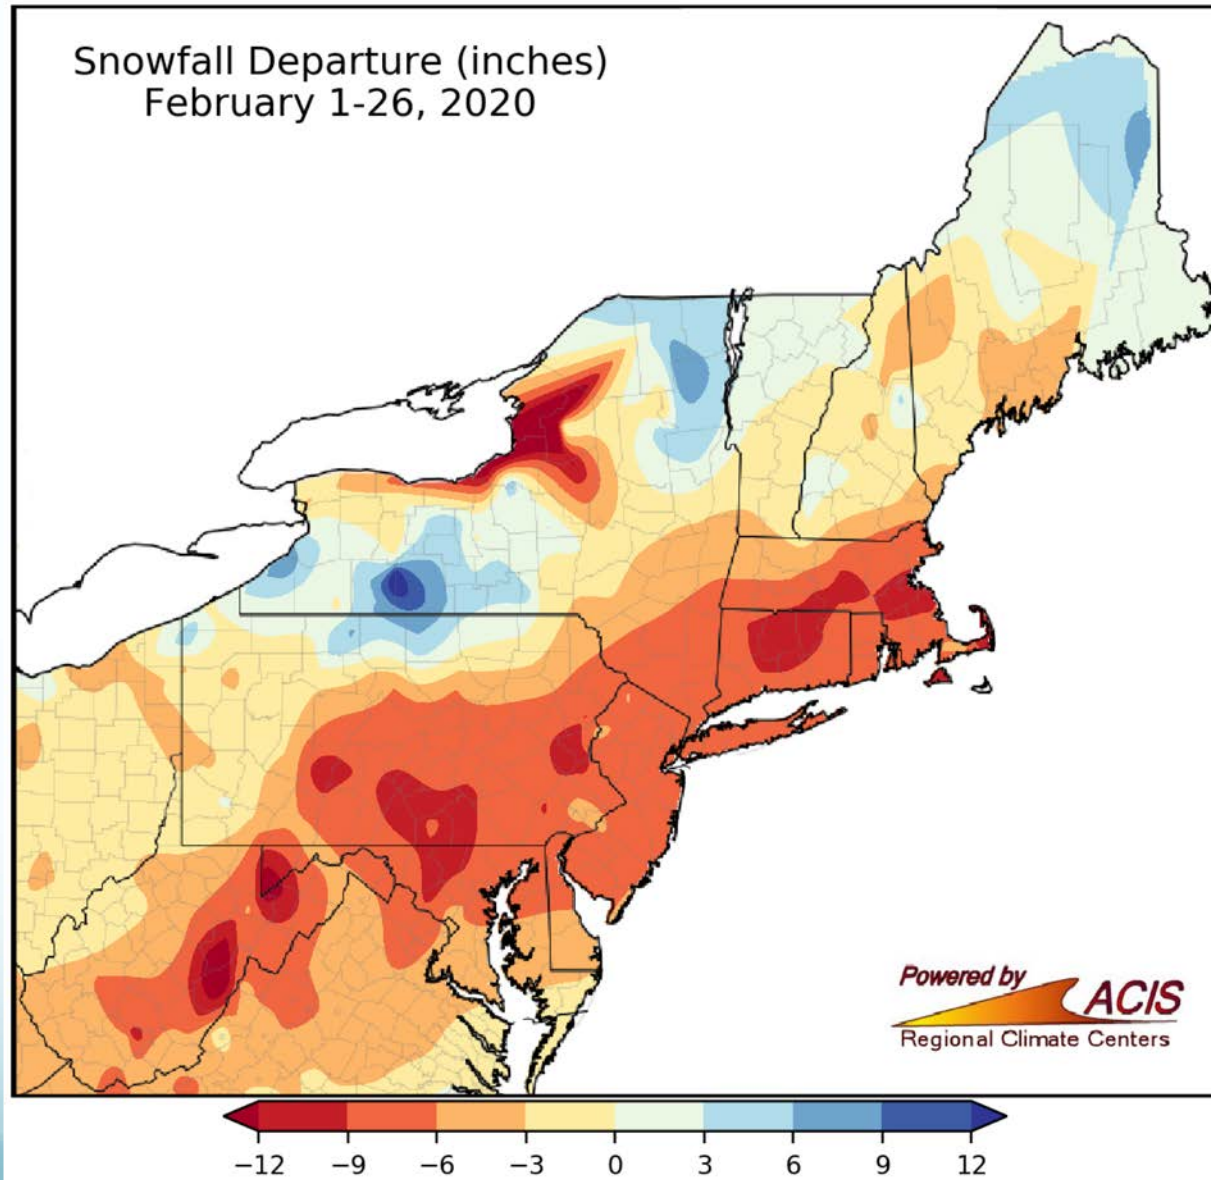 Snowfall Departure (inches)
February 1-26, 2020
Powered by
ACIS
Regional Climate Centers
−12 −9 −6 −3 0 3 6 9 12